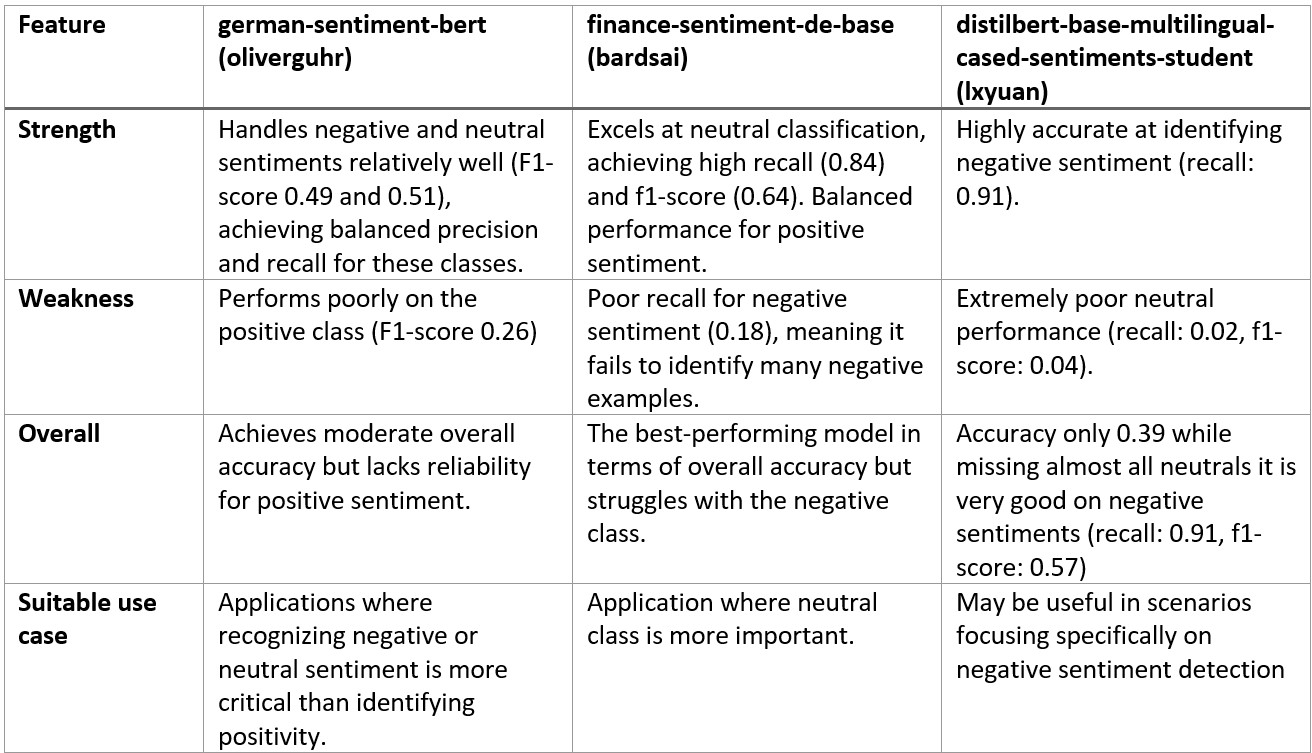 Feature
german-sentiment-bert
(oliverguhr)
finance-sentiment-de-base
(bardsai)
distilbert-base-multilingual-
cased-sentiments-student
(lxyuan)
Strength
Handles negative and neutral
sentiments relatively well (F1-
score 0.49 and 0.51),
achieving balanced precision
and recall for these classes.
Excels at neutral classification,
achieving high recall (0.84)
and f1-score (0.64). Balanced
performance for positive
sentiment.
Highly accurate at identifying
negative sentiment (recall:
0.91).
Weakness
Performs poorly on the
positive class (F1-score 0.26)
Poor recall for negative
sentiment (0.18), meaning it
fails to identify many negative
examples.
Extremely poor neutral
performance (recall: 0.02, f1-
score: 0.04).
Overall
Achieves moderate overall
accuracy but lacks reliability
for positive sentiment.
The best-performing model in
terms of overall accuracy but
struggles with the negative
class.
Accuracy only 0.39 while
missing almost all neutrals it is
very good on negative
sentiments (recall: 0.91, f1-
score: 0.57)
Suitable use
case
Applications where
recognizing negative or
neutral sentiment is more
critical than identifying
positivity.
Application where neutral
class is more important.
May be useful in scenarios
focusing specifically on
negative sentiment detection